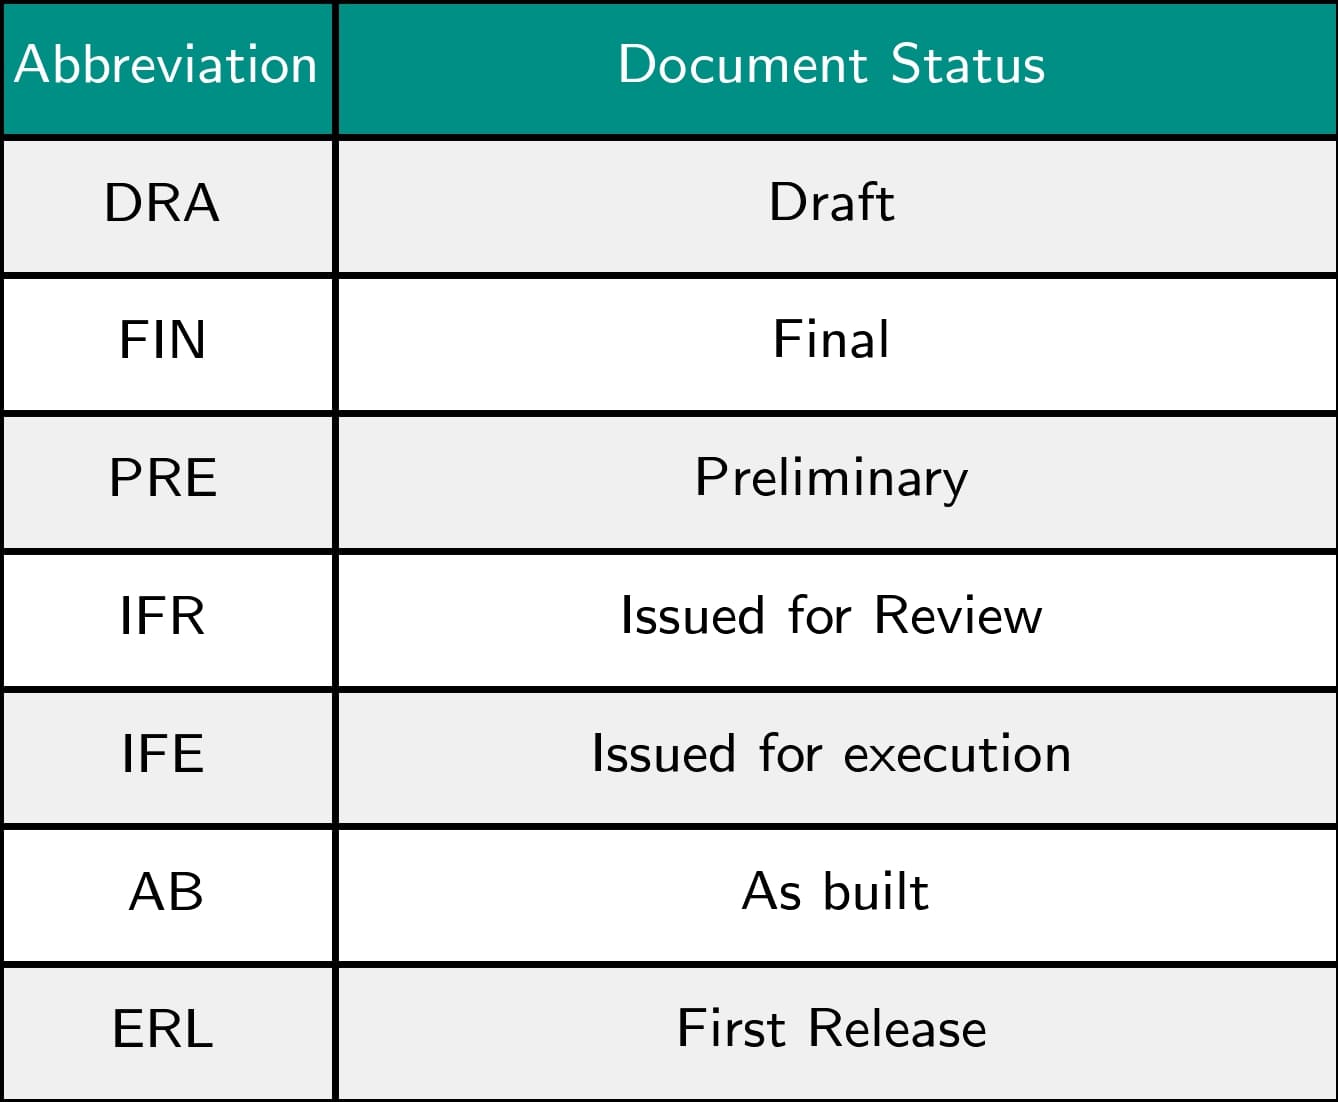 Abbreviation Document Status
DRA Draft
FIN Final
PRE Preliminary
IFR Issued for Review
IFE Issued for execution
AB As built
ERL First Release